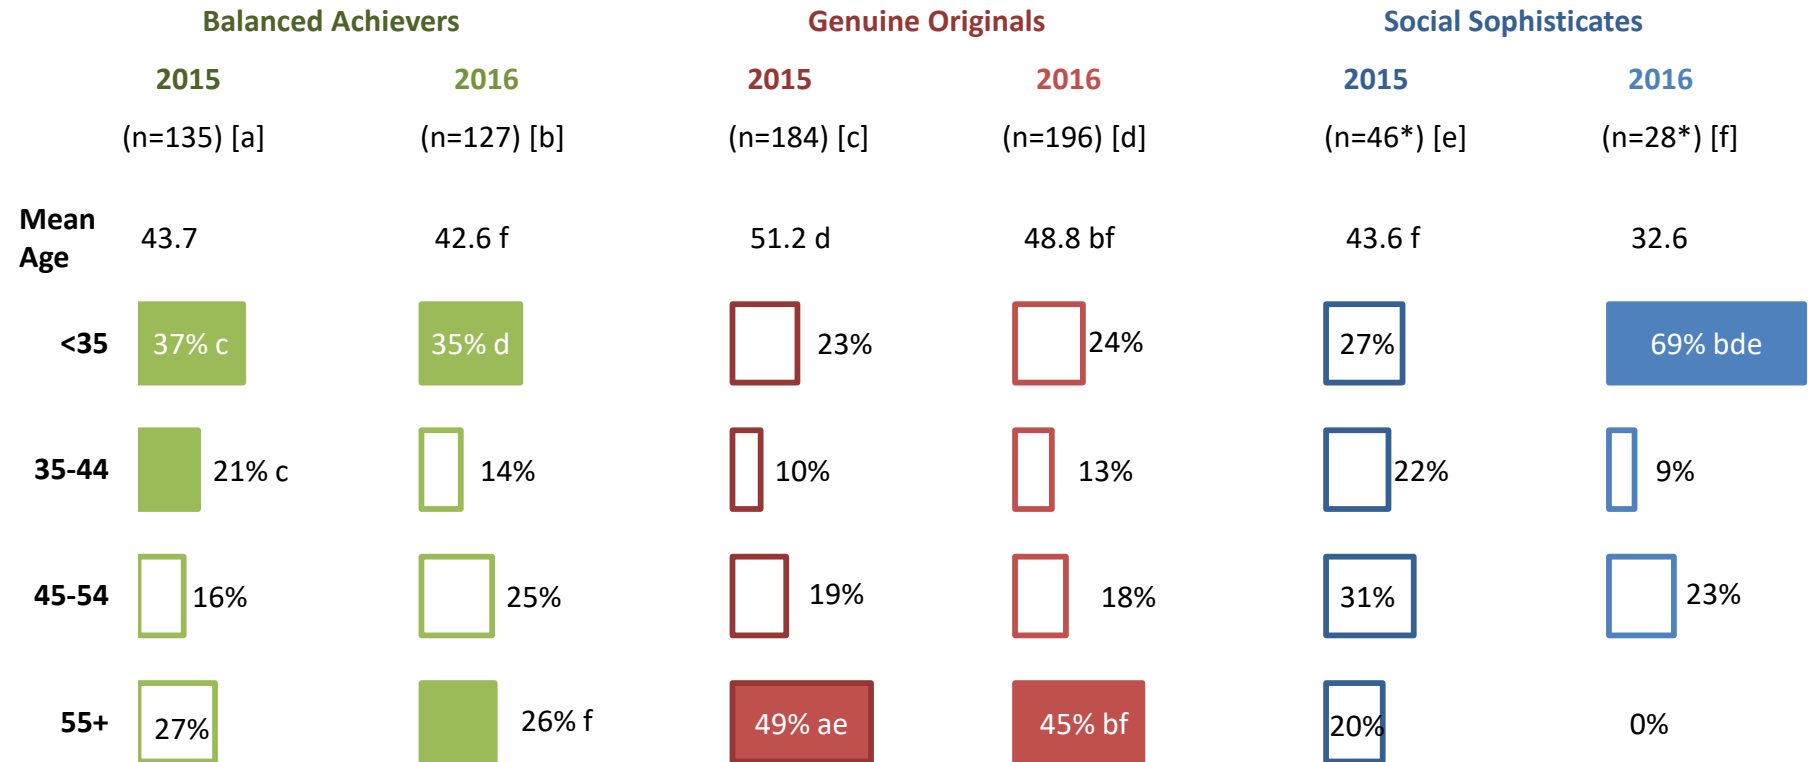 Balanced Achievers Genuine Originals Social Sophisticates
2015 2016 2015 2016 2015 2016
(n=135) [a] (n=127) [b] (n=184) [c] (n=196) [d] (n=46*) [e] (n=28*) [f]
Mean
Age
43.7 42.6 f 51.2 d 48.8 bf 43.6 f 32.6
<35 37% c 35% d 23% 24% 27% 69% bde
35-44 21% c 14% 10% 13% 22% 9%
45-54 16% 25% 19% 18% 31% 23%
55+ 27% 26% f 49% ae 45% bf 20% 0%